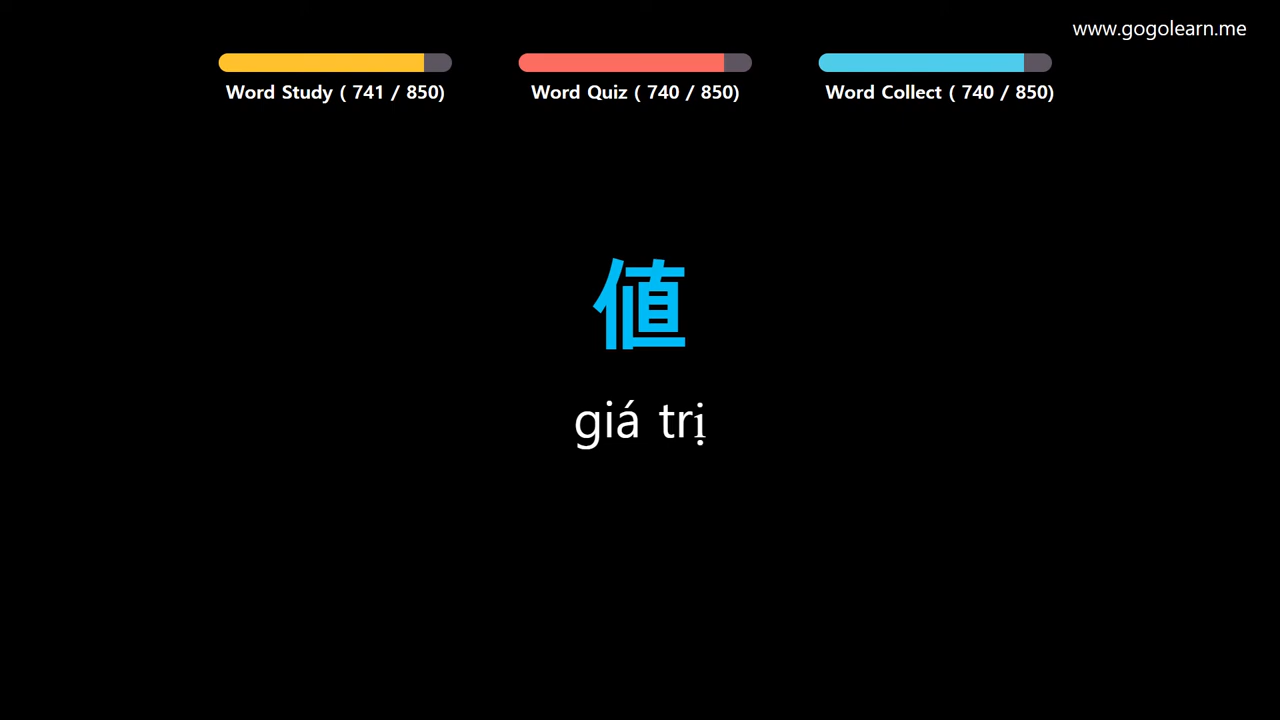 www.gogolearn.me
Word Study ( 741 / 850)
Word Quiz ( 740 / 850)
Word Collect ( 740 / 850)
値
giá trị